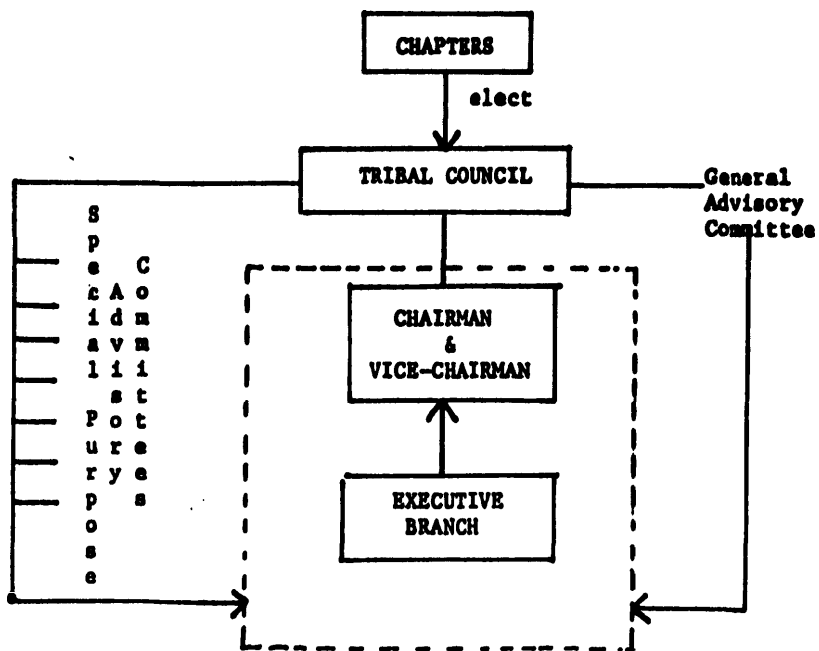 CHAPTERS
elect
TRIBAL COUNCIL
General
Advisory
Committee
Special Purpose
Advisory
Committees
CHAIRMAN
&
VICE-CHAIRMAN
EXECUTIVE
BRANCH